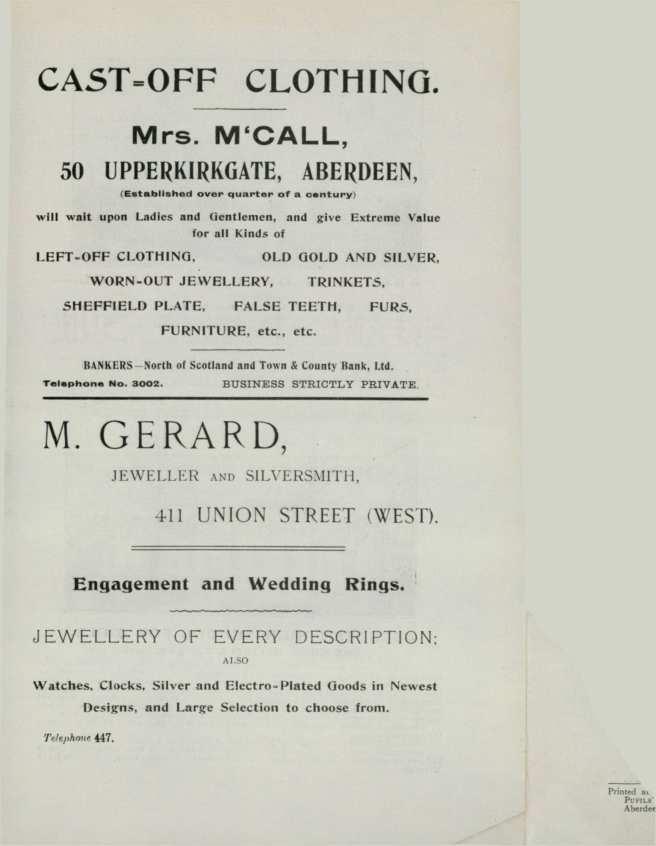 CAST-OFF CLOTHING.
Mrs. M‘CALL,
50 UPPERKIRKGATE, ABERDEEN,
(Established over quarter of a century)
will wait upon Ladies and Gentlemen, and give Extreme Value
for all Kinds of
LEFT-OFF CLOTHING, OLD GOLD AND SILVER,
WORN-OUT JEWELLERY, TRINKETS,
SHEFFIELD PLATE, FALSE TEETH, FURS,
FURNITURE, etc., etc.
BANKERS—North of Scotland and Town & County Bank, Ltd.
Telephone No. 3002. BUSINESS STRICTLY PRIVATE.
M. GERARD,
JEWELLER AND SILVERSMITH,
411 UNION STREET (WEST).
Engagement and Wedding Rings.
JEWELLERY OF EVERY DESCRIPTION;
ALSO
Watches, Clocks, Silver and Electro-Plated Goods in Newest
Designs, and Large Selection to choose from.
Telephone 447.
Printed
PUPILS'